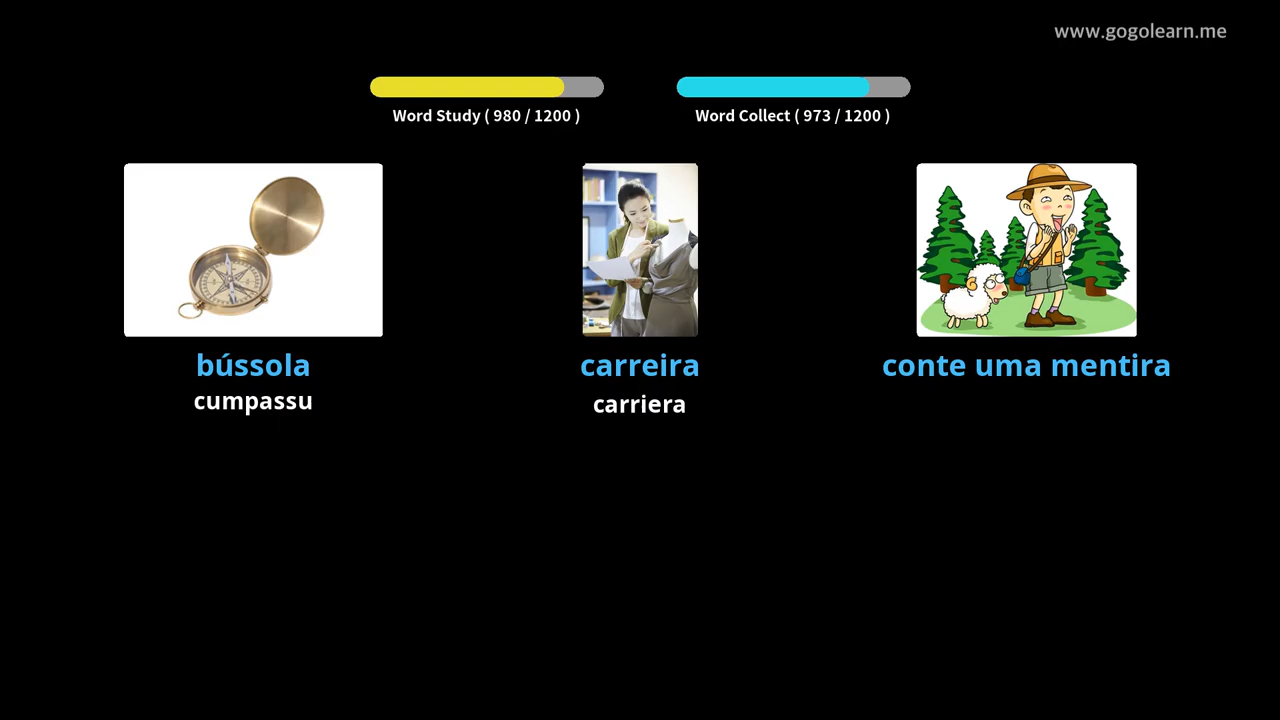 www.gogolearn.me
Word Study ( 980 / 1200 )
Word Collect ( 973 / 1200 )
bússola
cumpassu
carreira
carriera
conte uma mentira